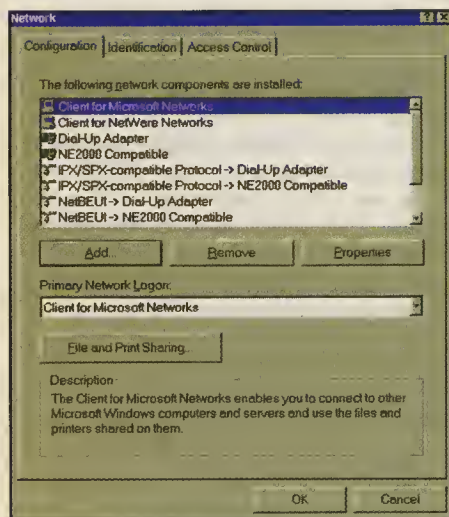 Network
Configuration Identification Access Control
The following network components are installed:
Client for Microsoft Networks
Client for NetWare Networks
Dial-Up Adapter
NE2000 Compatible
IPX/SPX-compatible Protocol -> Dial-Up Adapter
IPX/SPX-compatible Protocol -> NE2000 Compatible
NetBEUI -> Dial-Up Adapter
NetBEUI -> NE2000 Compatible
Add... Remove Properties
Primary Network Logon:
Client for Microsoft Networks
File and Print Sharing...
Description
The Client for Microsoft Networks enables you to connect to other
Microsoft Windows computers and servers and use the files and
printers shared on them.
OK Cancel